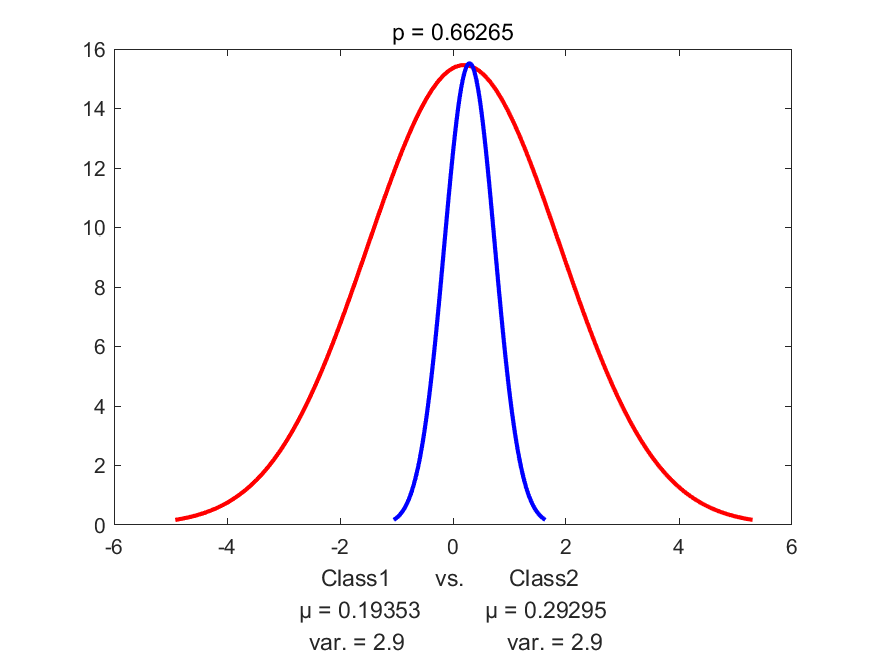 p = 0.66265
16
14
12
10
8
6
4
2
0
-6 -4 -2 0 2 4 6
Class1 vs. Class2
μ = 0.19353 μ = 0.29295
var. = 2.9 var. = 2.9